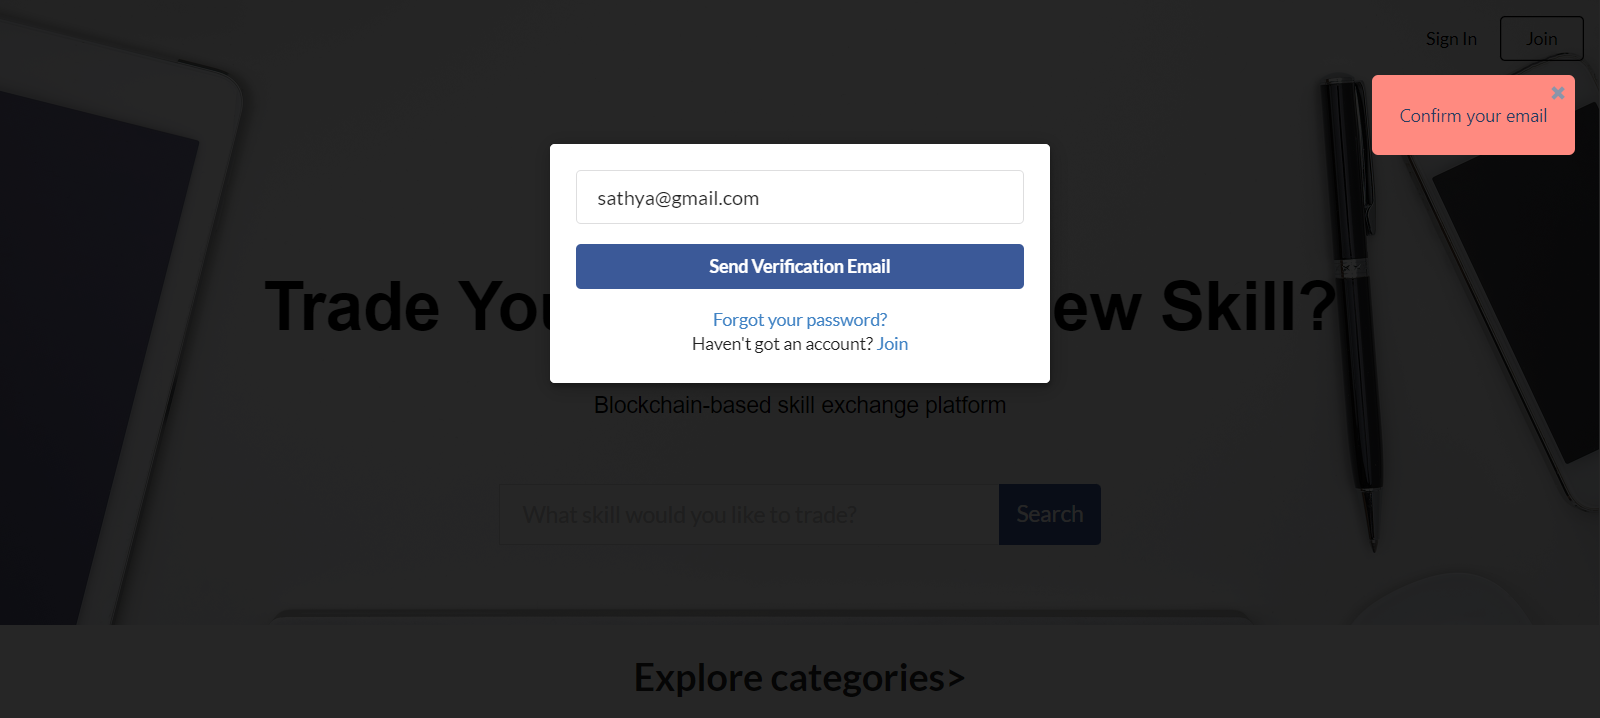 Sign In
Join
Confirm your email
sathya@gmail.com
Send Verification Email
Trade You ew Skill?
Forgot your password?
Haven't got an account? Join
Blockchain-based skill exchange platform
What skill would you like to trade?
Search
Explore categories>